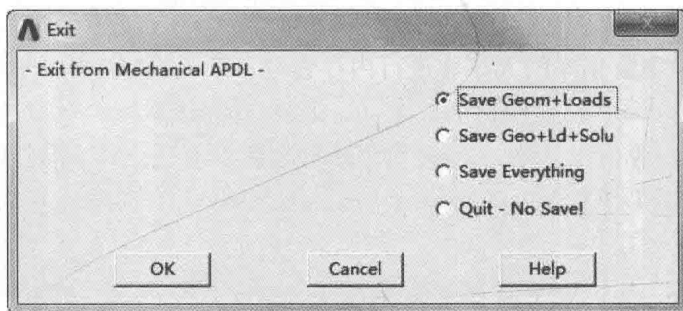 Exit
- Exit from Mechanical APDL -
Save Geom+Loads
Save Geo+Ld+Solu
Save Everything
Quit - No Save!
OK
Cancel
Help